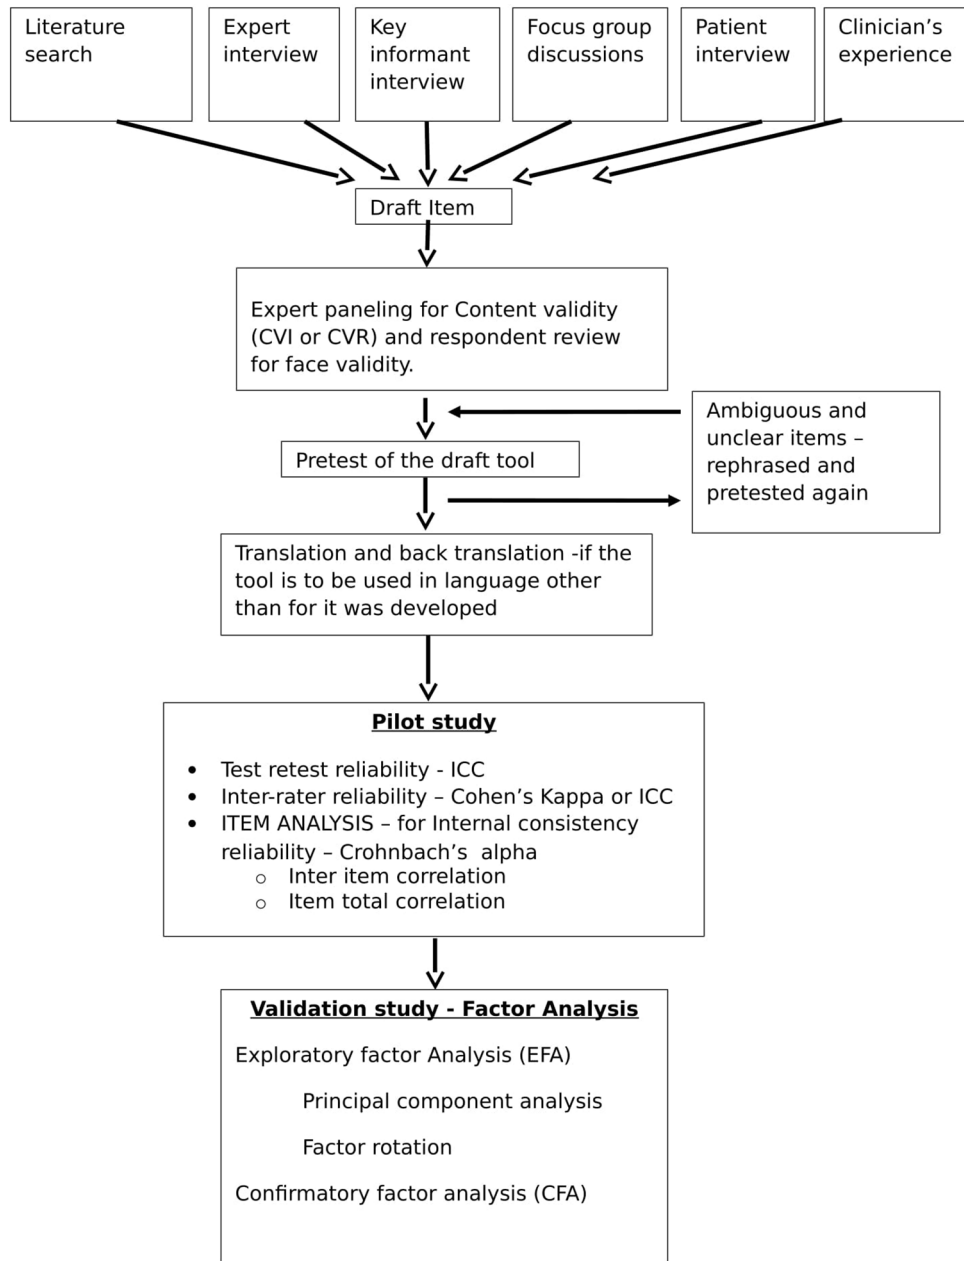 Literature
search
Expert
interview
Key
informant
interview
Focus group
discussions
Patient
interview
Clinician’s
experience
Draft Item
Expert paneling for Content validity
(CVI or CVR) and respondent review
for face validity.
Ambiguous and
unclear items –
rephrased and
pretested again
Pretest of the draft tool
Translation and back translation -if the
tool is to be used in language other
than for it was developed
Pilot study
• Test retest reliability - ICC
• Inter-rater reliability – Cohen’s Kappa or ICC
• ITEM ANALYSIS – for Internal consistency
reliability – Crohnbach’s  alpha
o Inter item correlation
o Item total correlation
Validation study - Factor Analysis
Exploratory factor Analysis (EFA)
Principal component analysis
Factor rotation
Confirmatory factor analysis (CFA)